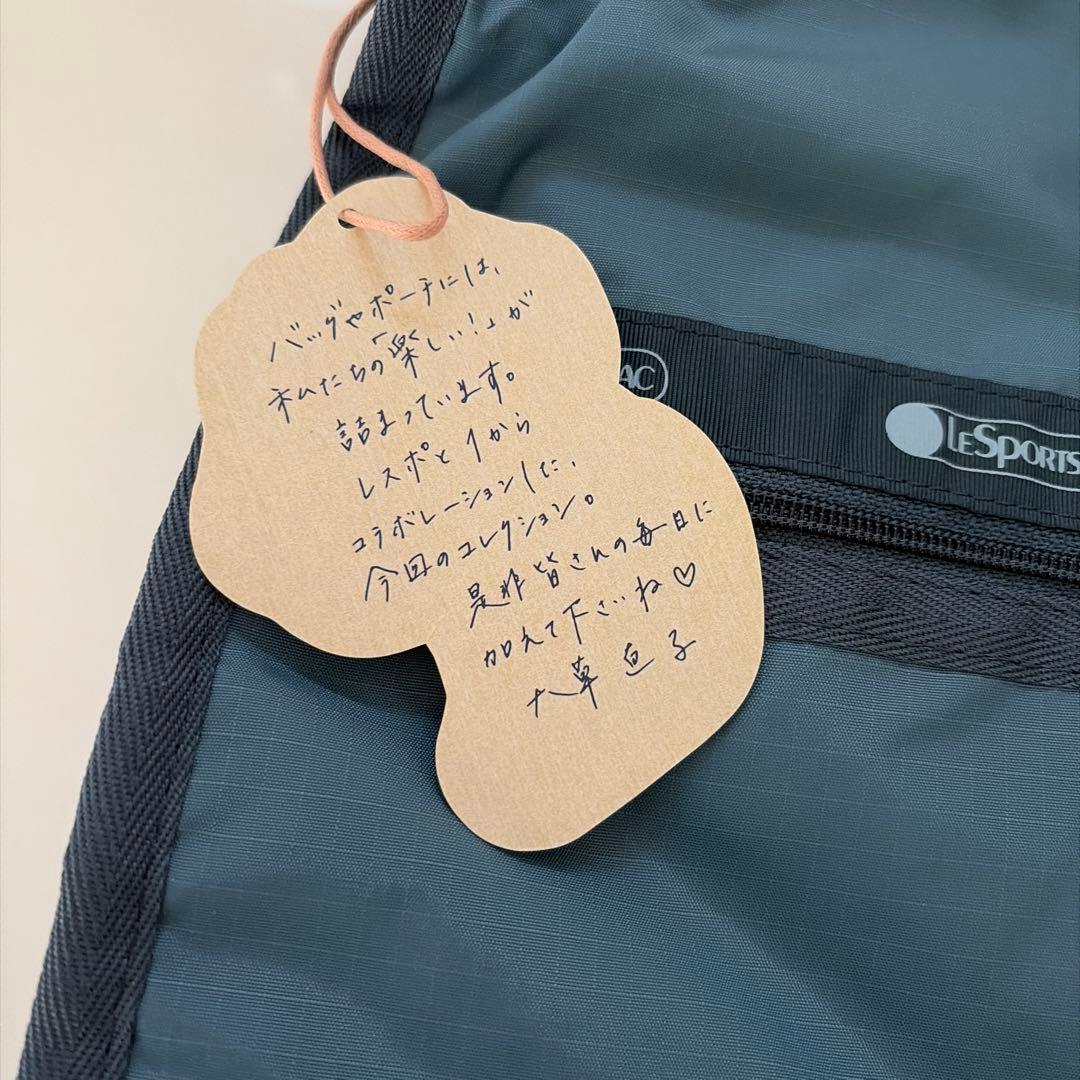 バッグやポーチには、
私たちの「楽しい！」が
詰まっています。
レスポと1から
コラボレーションした、
今回のコレクション。
是非皆さんの毎日に
加えて下さいね♡
大草直子
AC
LESPORTS